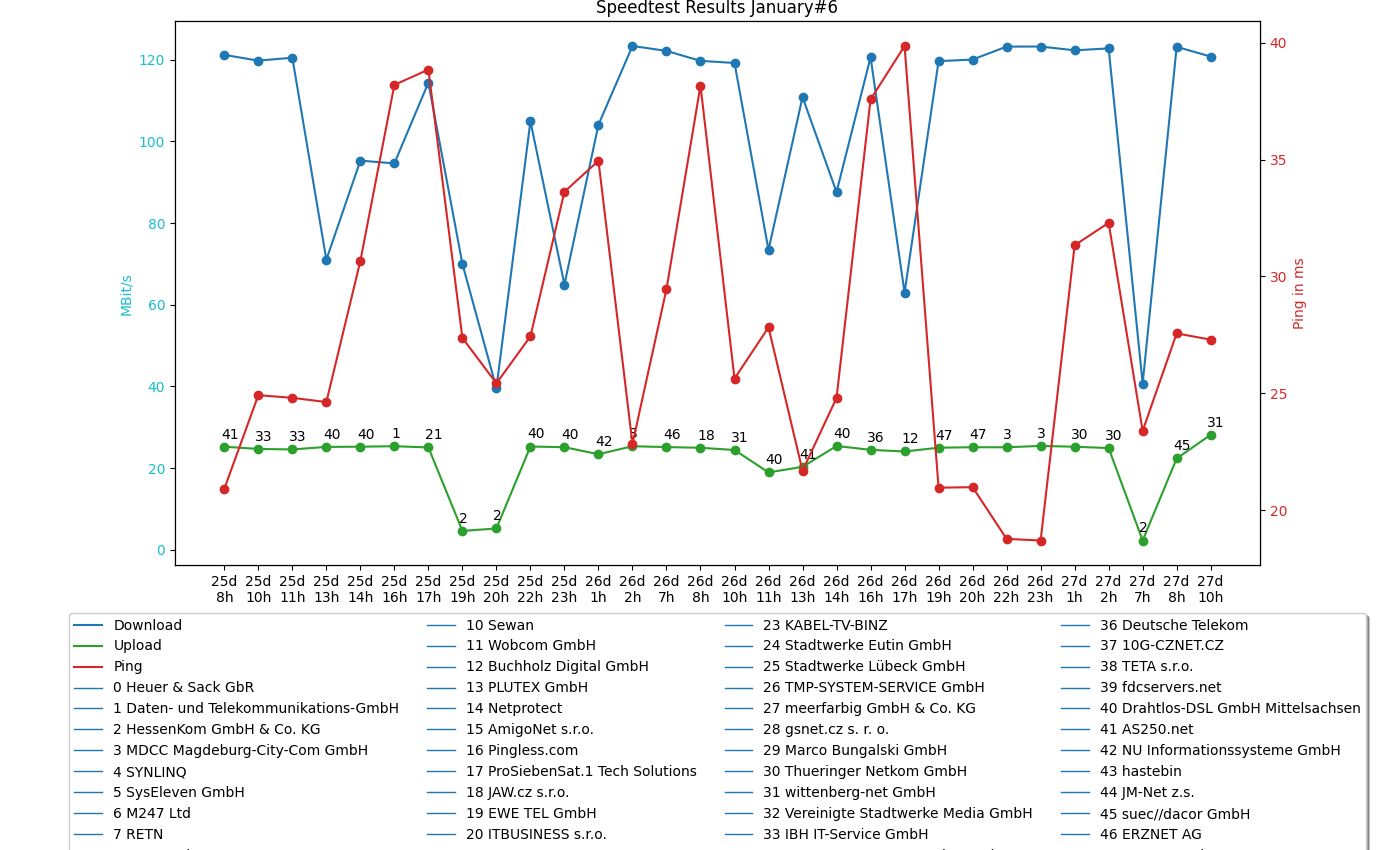 Speedtest Results January#6
120
100
80
60
40
20
0
MBit/s
40
35
30
25
20
Ping in ms
41 33 33 40 40 1 21 2 2 40 40 42 3 46 18 31 40 41 40 36 12 47 47 3 3 30 30 2 45 31
25d 25d 25d 25d 25d 25d 25d 25d 25d 25d 25d 26d 26d 26d 26d 26d 26d 26d 26d 26d 26d 26d 26d 26d 26d 27d 27d 27d 27d 27d
8h 10h 11h 13h 14h 16h 17h 19h 20h 22h 23h 1h 2h 7h 8h 10h 11h 13h 14h 16h 17h 19h 20h 22h 23h 1h 2h 7h 8h 10h
Download
Upload
Ping
0 Heuer & Sack GbR
1 Daten- und Telekommunikations-GmbH
2 HessenKom GmbH & Co. KG
3 MDCC Magdeburg-City-Com GmbH
4 SYNLINQ
5 SysEleven GmbH
6 M247 Ltd
7 RETN
10 Sewan
11 Wobcom GmbH
12 Buchholz Digital GmbH
13 PLUTEX GmbH
14 Netprotect
15 AmigoNet s.r.o.
16 Pingless.com
17 ProSiebenSat.1 Tech Solutions
18 JAW.cz s.r.o.
19 EWE TEL GmbH
20 ITBUSINESS s.r.o.
23 KABEL-TV-BINZ
24 Stadtwerke Eutin GmbH
25 Stadtwerke Lübeck GmbH
26 TMP-SYSTEM-SERVICE GmbH
27 meerfarbig GmbH & Co. KG
28 gsnet.cz s. r. o.
29 Marco Bungalski GmbH
30 Thueringer Netkom GmbH
31 wittenberg-net GmbH
32 Vereinigte Stadtwerke Media GmbH
33 IBH IT-Service GmbH
36 Deutsche Telekom
37 10G-CZNET.CZ
38 TETA s.r.o.
39 fdcservers.net
40 Drahtlos-DSL GmbH Mittelsachsen
41 AS250.net
42 NU Informationssysteme GmbH
43 hastebin
44 JM-Net z.s.
45 suec//dacor GmbH
46 ERZNET AG